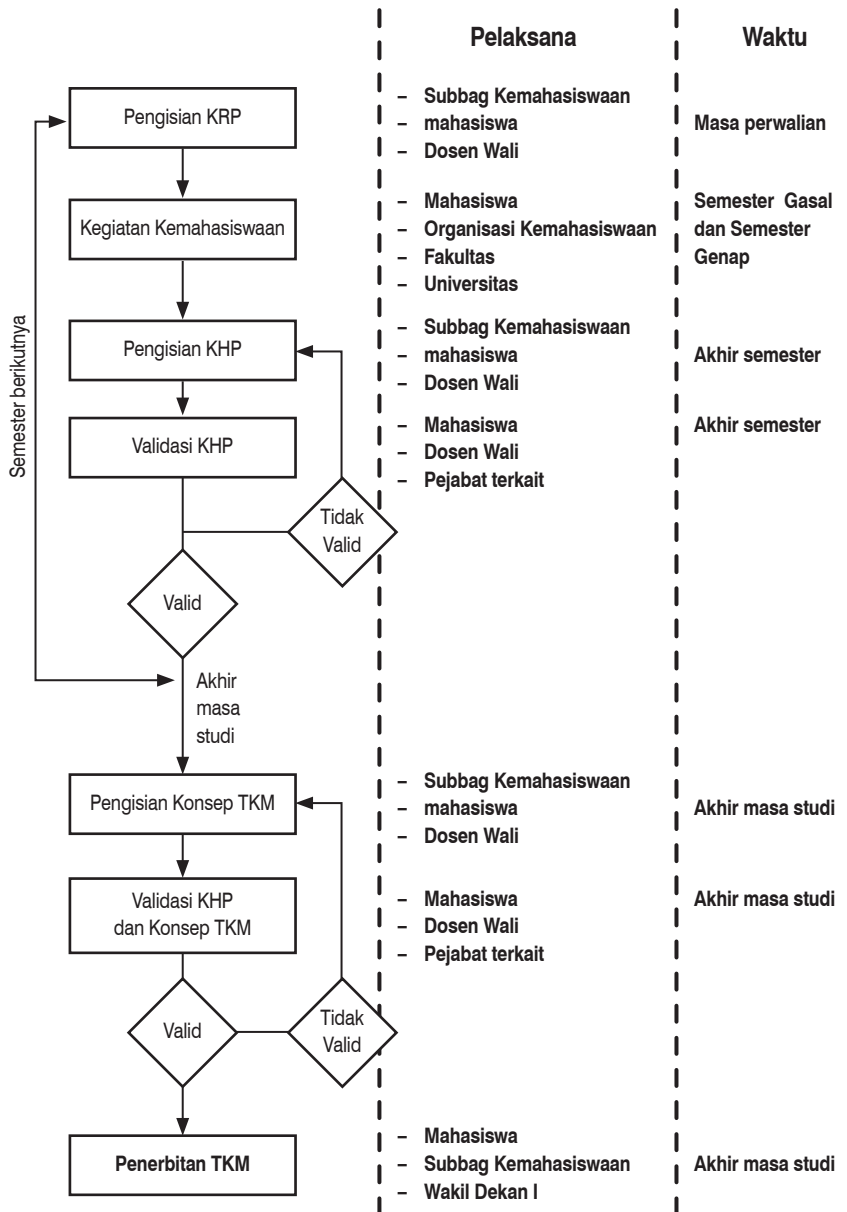 Pelaksana
Waktu
Pengisian KRP
– Subbag Kemahasiswaan
– mahasiswa
– Dosen Wali
Masa perwalian
Kegiatan Kemahasiswaan
– Mahasiswa
– Organisasi Kemahasiswaan
– Fakultas
– Universitas
Semester Gasal
dan Semester
Genap
Pengisian KHP
– Subbag Kemahasiswaan
– mahasiswa
– Dosen Wali
Akhir semester
Validasi KHP
– Mahasiswa
– Dosen Wali
– Pejabat terkait
Akhir semester
Semester berikutnya
Tidak
Valid
Valid
Akhir
masa
studi
Pengisian Konsep TKM
– Subbag Kemahasiswaan
– mahasiswa
– Dosen Wali
Akhir masa studi
Validasi KHP
dan Konsep TKM
– Mahasiswa
– Dosen Wali
– Pejabat terkait
Akhir masa studi
Valid
Tidak
Valid
Penerbitan TKM
– Mahasiswa
– Subbag Kemahasiswaan
– Wakil Dekan I
Akhir masa studi